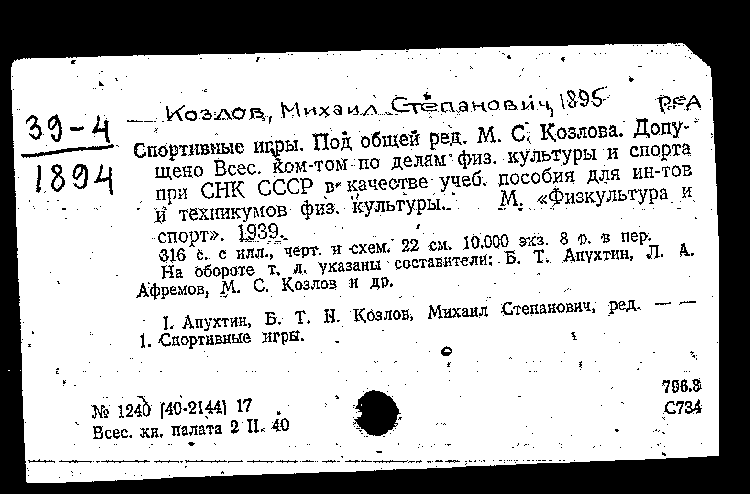 Козлов, Михаил Степанович, 1895 РЕД
39-4
1894
Спортивные игры. Под общей ред. М. С. Козлова. Допу-
щено Всес. ком-том по делам физ. культуры и спорта
при СНК СССР в качестве учеб. пособия для ин-тов
и техникумов физ. культуры. М. «Физкультура и
спорт». 1939.
316 с. с илл., черт. и схем. 22 см. 10.000 экз. 8 р. в пер.
На обороте т. л. указаны составители: Б. Т. Апухтин, Л. А.
Афремов, М. С. Козлов и др.
I. Апухтин, Б. Т. II. Козлов, Михаил Степанович, ред. — —
1. Спортивные игры.
796.3
№ 1240 [40-2144] 17
С734
Всес. кн. палата 2 II. 40